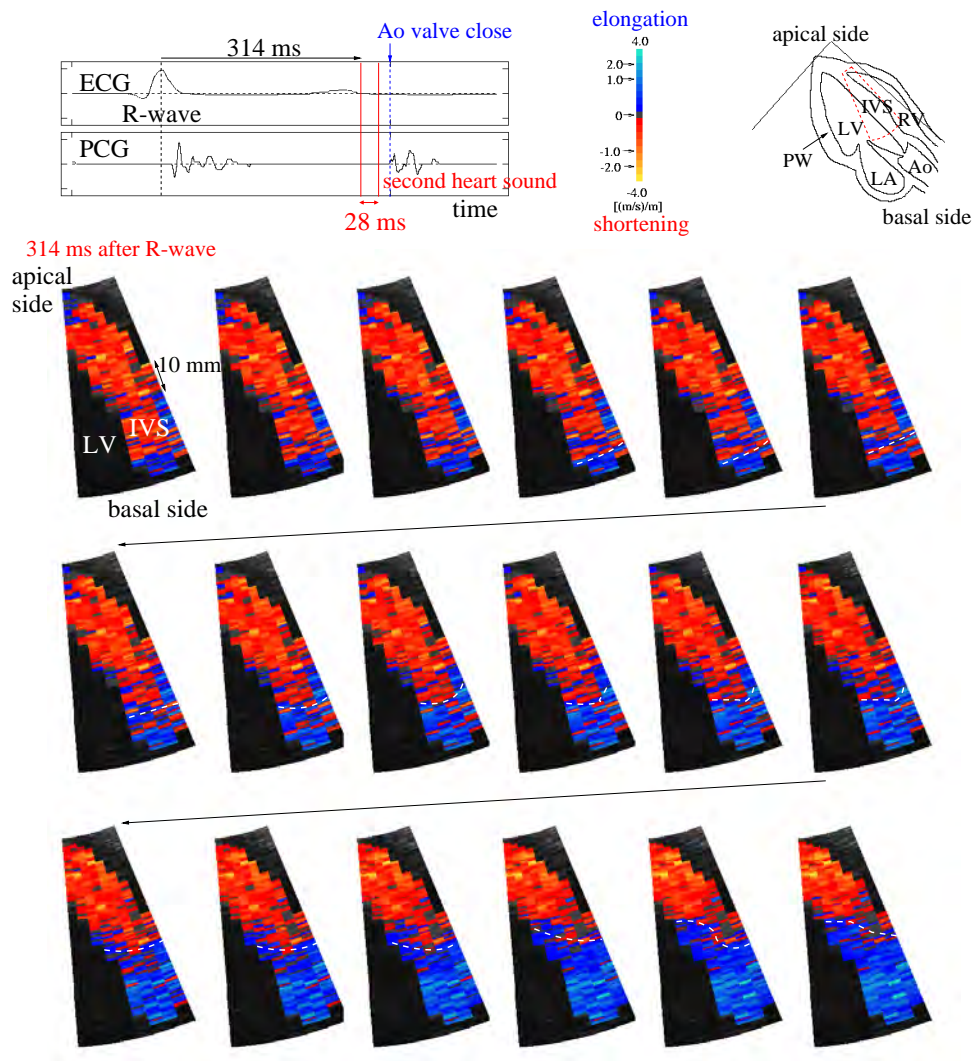 Ao valve close
314 ms
ECG
R-wave
PCG
second heart sound
time
28 ms
elongation
4.0
2.0
1.0
0
-1.0
-2.0
-4.0
[(m/s)/m]
shortening
apical side
IVS
RV
LV
PW
Ao
LA
basal side
314 ms after R-wave
apical
side
10 mm
IVS
LV
basal side